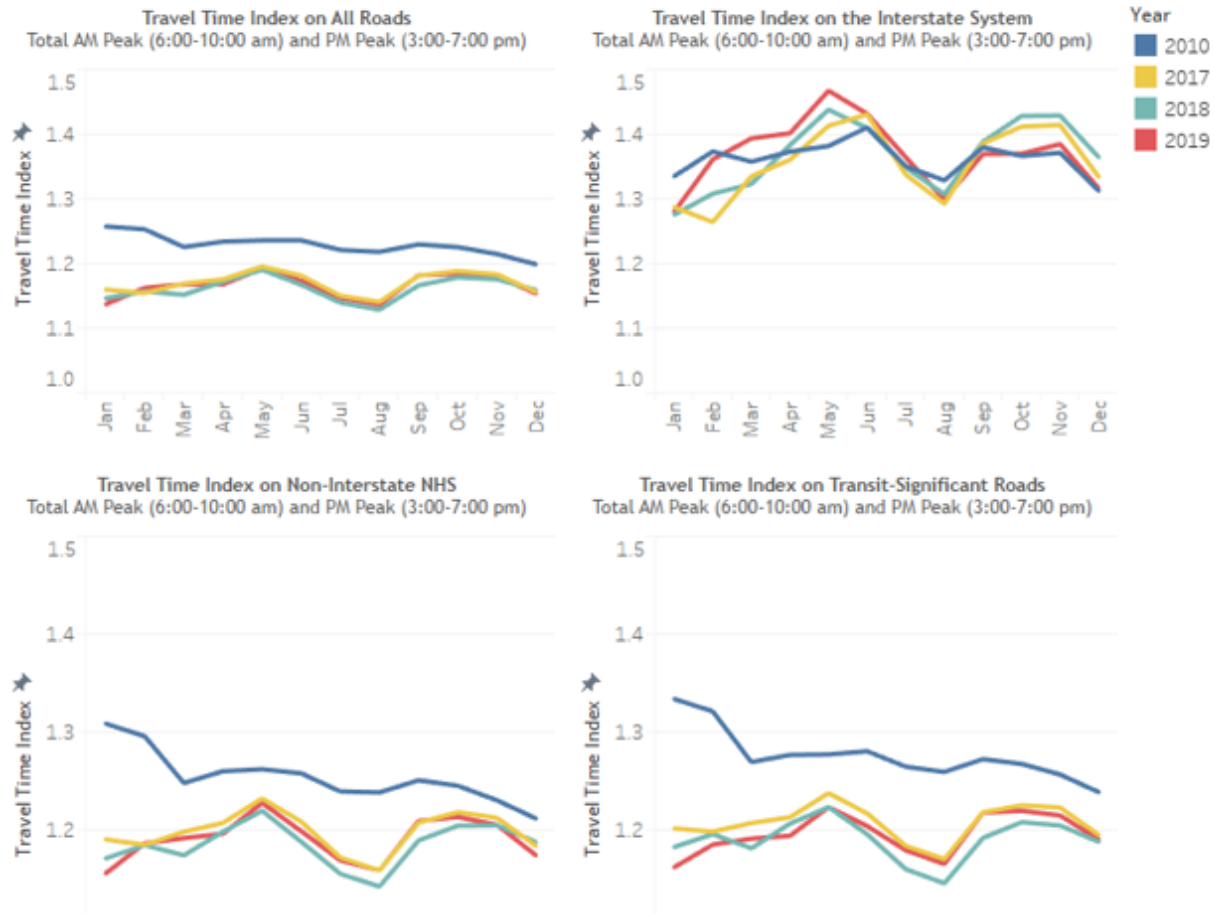 Travel Time Index on All Roads
Total AM Peak (6:00-10:00 am) and PM Peak (3:00-7:00 pm)
Travel Time Index
1.5
1.4
1.3
1.2
1.1
1.0
Jan
Feb
Mar
Apr
May
Jun
Jul
Aug
Sep
Oct
Nov
Dec
Travel Time Index on the Interstate System
Total AM Peak (6:00-10:00 am) and PM Peak (3:00-7:00 pm)
Travel Time Index
1.5
1.4
1.3
1.2
1.1
1.0
Jan
Feb
Mar
Apr
May
Jun
Jul
Aug
Sep
Oct
Nov
Dec
Year
2010
2017
2018
2019
Travel Time Index on Non-Interstate NHS
Total AM Peak (6:00-10:00 am) and PM Peak (3:00-7:00 pm)
Travel Time Index
1.5
1.4
1.3
1.2
Travel Time Index on Transit-Significant Roads
Total AM Peak (6:00-10:00 am) and PM Peak (3:00-7:00 pm)
Travel Time Index
1.5
1.4
1.3
1.2